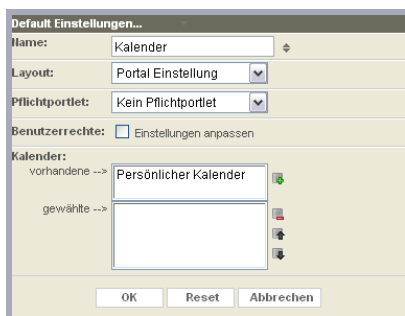 Default Einstellungen...
Name: Kalender
Layout: Portal Einstellung
Pflichtportlet: Kein Pflichtportlet
Benutzerrechte: Einstellungen anpassen
Kalender:
vorhandene --> Persönlicher Kalender
gewählte -->
OK Reset Abbrechen